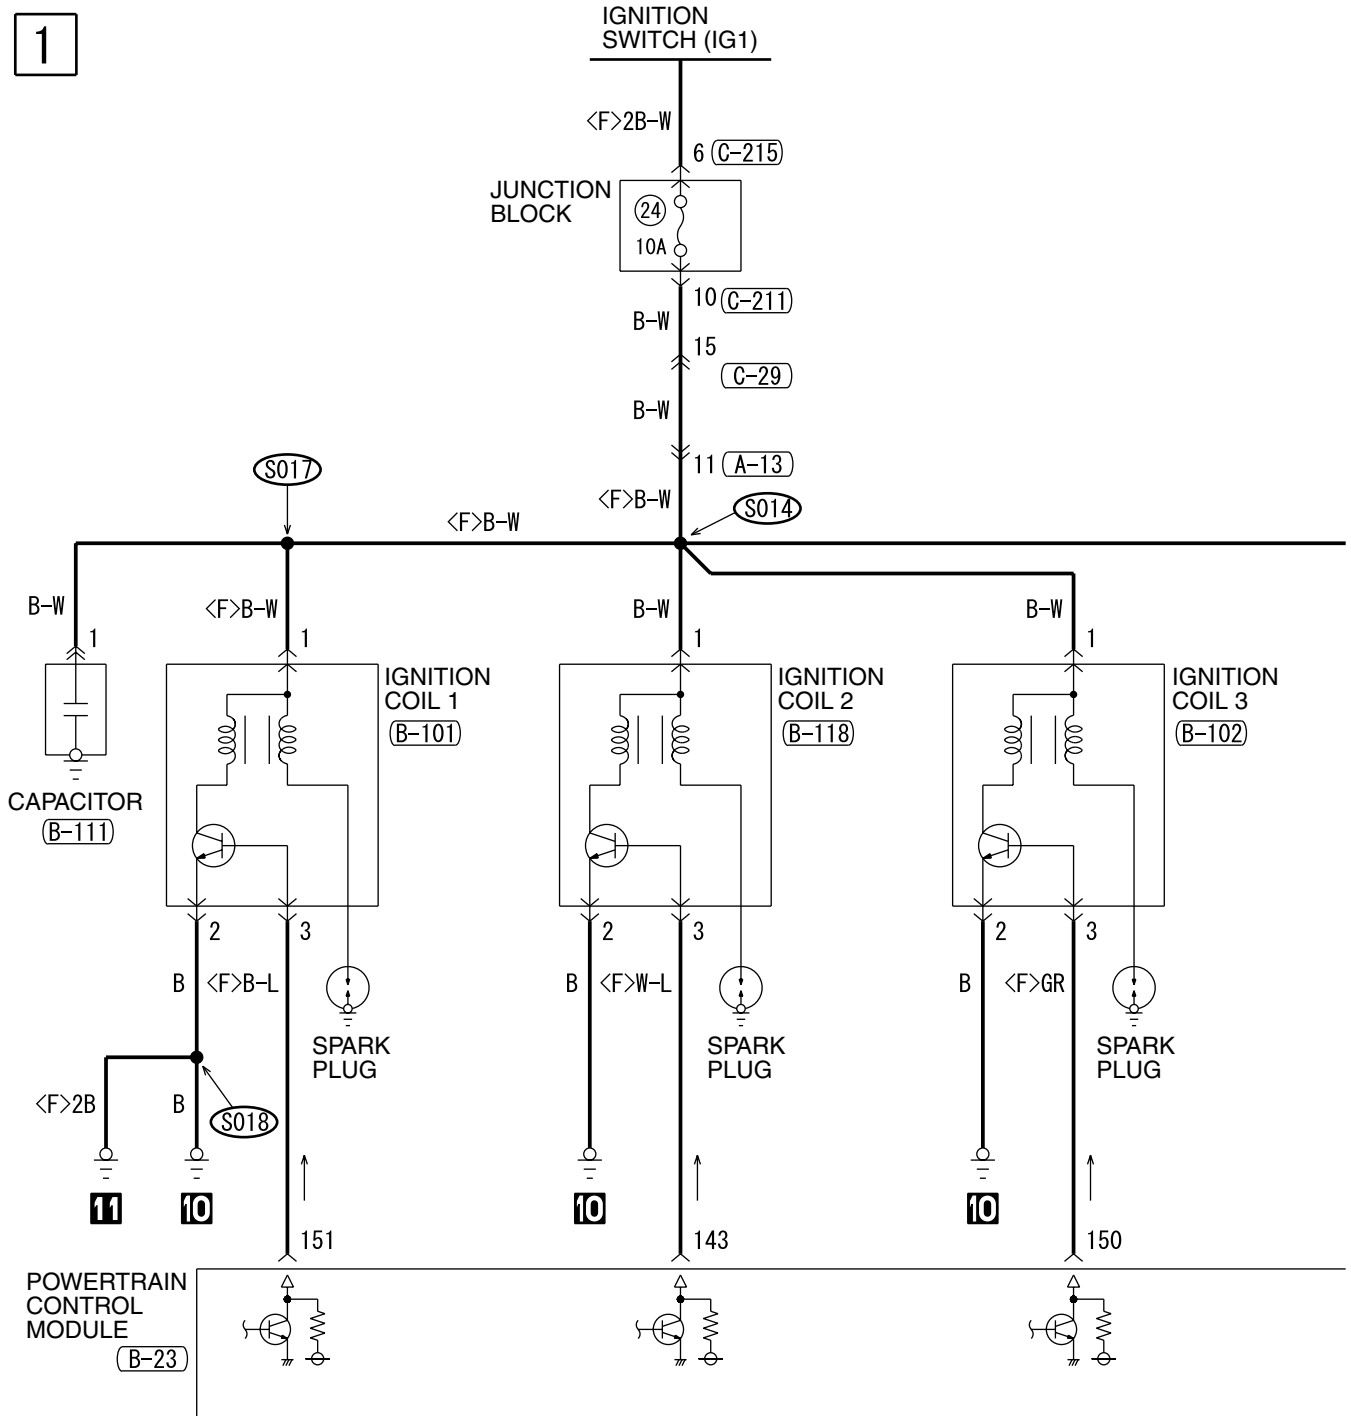 1
IGNITION
SWITCH (IG1)
<F>2B-W
6 (C-215)
JUNCTION
BLOCK
24
10A
10 (C-211)
B-W
15
(C-29)
B-W
11 (A-13)
<F>B-W
S017
S014
<F>B-W
B-W
<F>B-W
B-W
B-W
1
1
1
1
IGNITION
COIL 1
(B-101)
IGNITION
COIL 2
(B-118)
IGNITION
COIL 3
(B-102)
CAPACITOR
(B-111)
2
3
2
3
2
3
B
<F>B-L
B
<F>W-L
B
<F>GR
SPARK
PLUG
SPARK
PLUG
SPARK
PLUG
<F>2B
B
S018
11
10
10
10
151
143
150
POWERTRAIN
CONTROL
MODULE
(B-23)